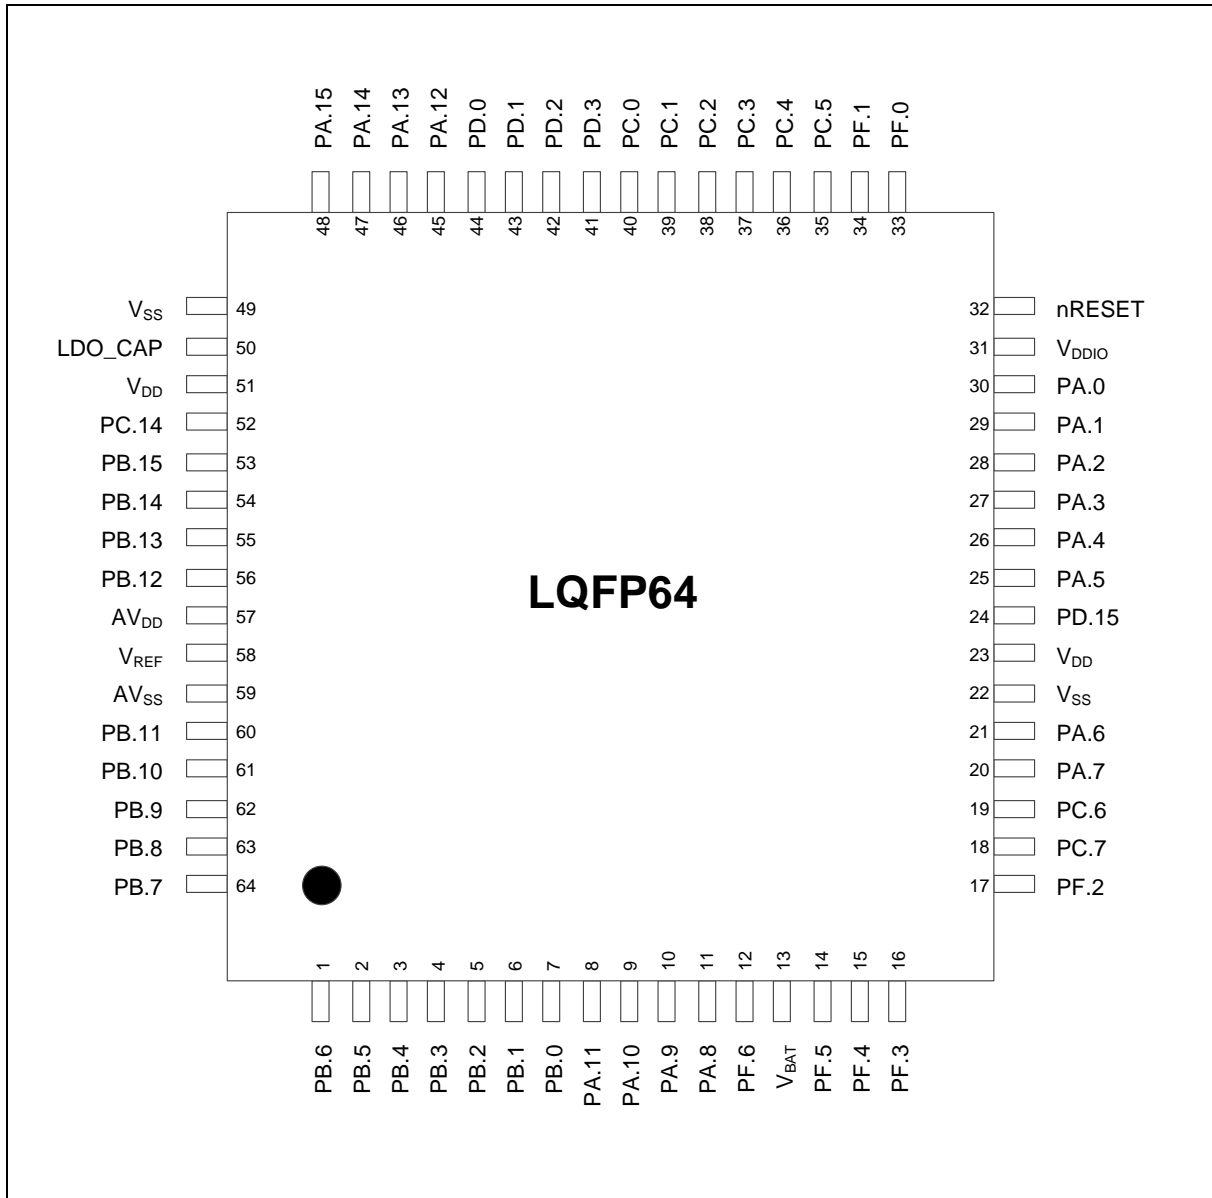 PA.15 PA.14 PA.13 PA.12 PD.0 PD.1 PD.2 PD.3 PC.0 PC.1 PC.2 PC.3 PC.4 PC.5 PF.1 PF.0
48 47 46 45 44 43 42 41 40 39 38 37 36 35 34 33
VSS 49 32 nRESET
LDO_CAP 50 31 VDDIO
VDD 51 30 PA.0
PC.14 52 29 PA.1
PB.15 53 28 PA.2
PB.14 54 27 PA.3
PB.13 55 26 PA.4
PB.12 56 25 PA.5
LQFP64
AVDD 57 24 PD.15
VREF 58 23 VDD
AVSS 59 22 VSS
PB.11 60 21 PA.6
PB.10 61 20 PA.7
PB.9 62 19 PC.6
PB.8 63 18 PC.7
PB.7 64 17 PF.2
1 2 3 4 5 6 7 8 9 10 11 12 13 14 15 16
PB.6 PB.5 PB.4 PB.3 PB.2 PB.1 PB.0 PA.11 PA.10 PA.9 PA.8 PF.6 VBAT PF.5 PF.4 PF.3